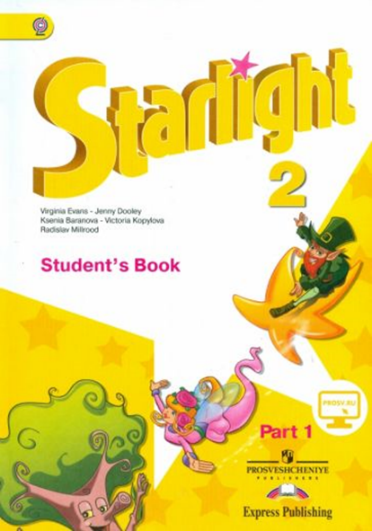 Starlight
2
Virginia Evans - Jenny Dooley
Ksenia Baranova - Victoria Kopylova
Radislav Millrood
Student's Book
PROSV.RU
Part 1
PROSVESHCHENIYE
PUBLISHERS
Express Publishing